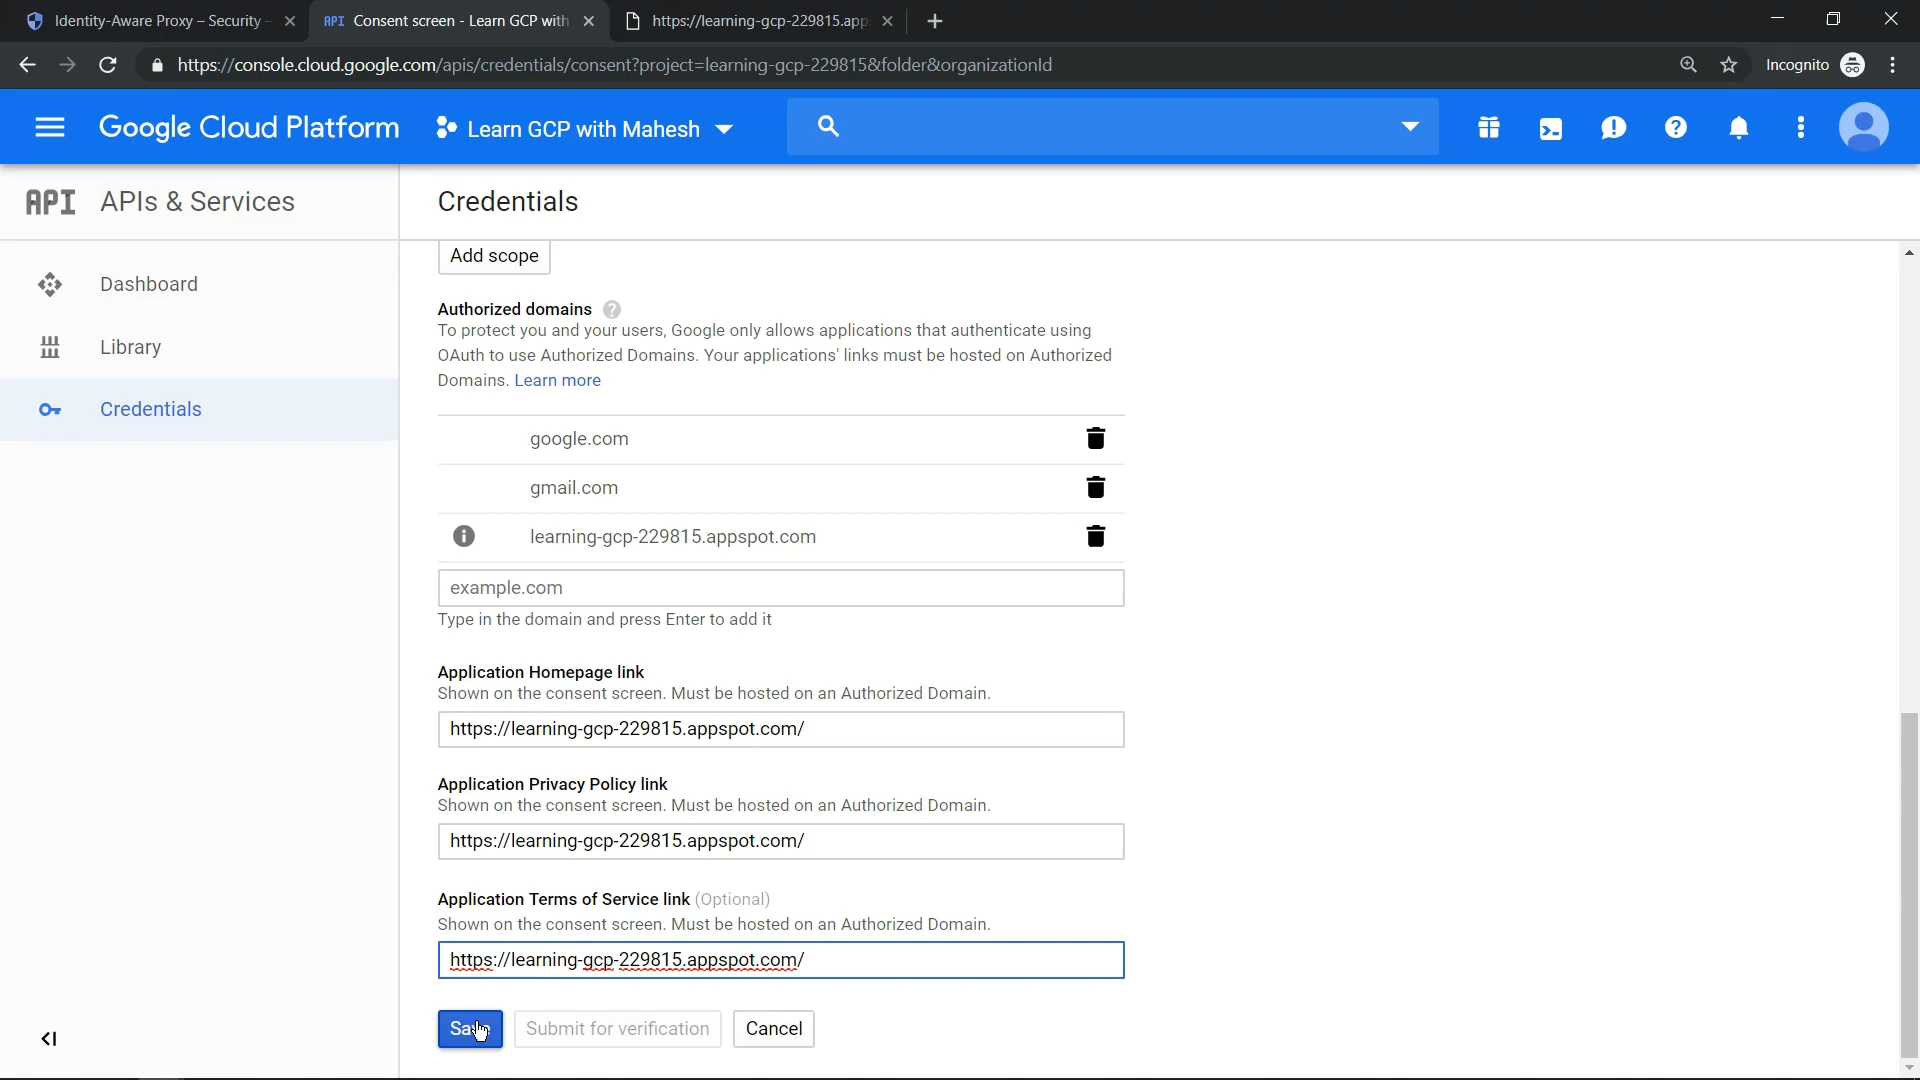 Identity-Aware Proxy – Security -
API Consent screen - Learn GCP with
https://learning-gcp-229815.app
https://console.cloud.google.com/apis/credentials/consent?project=learning-gcp-229815&folder&organizationId
Incognito
Google Cloud Platform
Learn GCP with Mahesh
API APIs & Services
Credentials
Dashboard
Library
Credentials
Add scope
Authorized domains
To protect you and your users, Google only allows applications that authenticate using
OAuth to use Authorized Domains. Your applications' links must be hosted on Authorized
Domains. Learn more
google.com
gmail.com
learning-gcp-229815.appspot.com
example.com
Type in the domain and press Enter to add it
Application Homepage link
Shown on the consent screen. Must be hosted on an Authorized Domain.
https://learning-gcp-229815.appspot.com/
Application Privacy Policy link
Shown on the consent screen. Must be hosted on an Authorized Domain.
https://learning-gcp-229815.appspot.com/
Application Terms of Service link (Optional)
Shown on the consent screen. Must be hosted on an Authorized Domain.
https://learning-gcp-229815.appspot.com/
Save
Submit for verification
Cancel